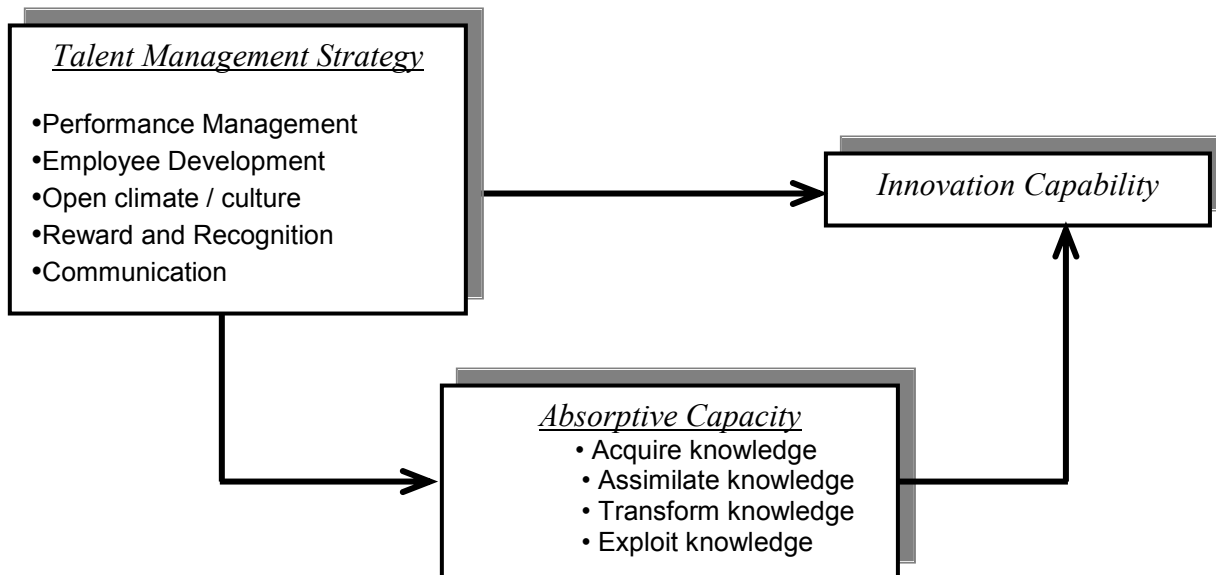 Talent Management Strategy
•Performance Management
•Employee Development
•Open climate / culture
•Reward and Recognition
•Communication
Innovation Capability
Absorptive Capacity
• Acquire knowledge
• Assimilate knowledge
• Transform knowledge
• Exploit knowledge